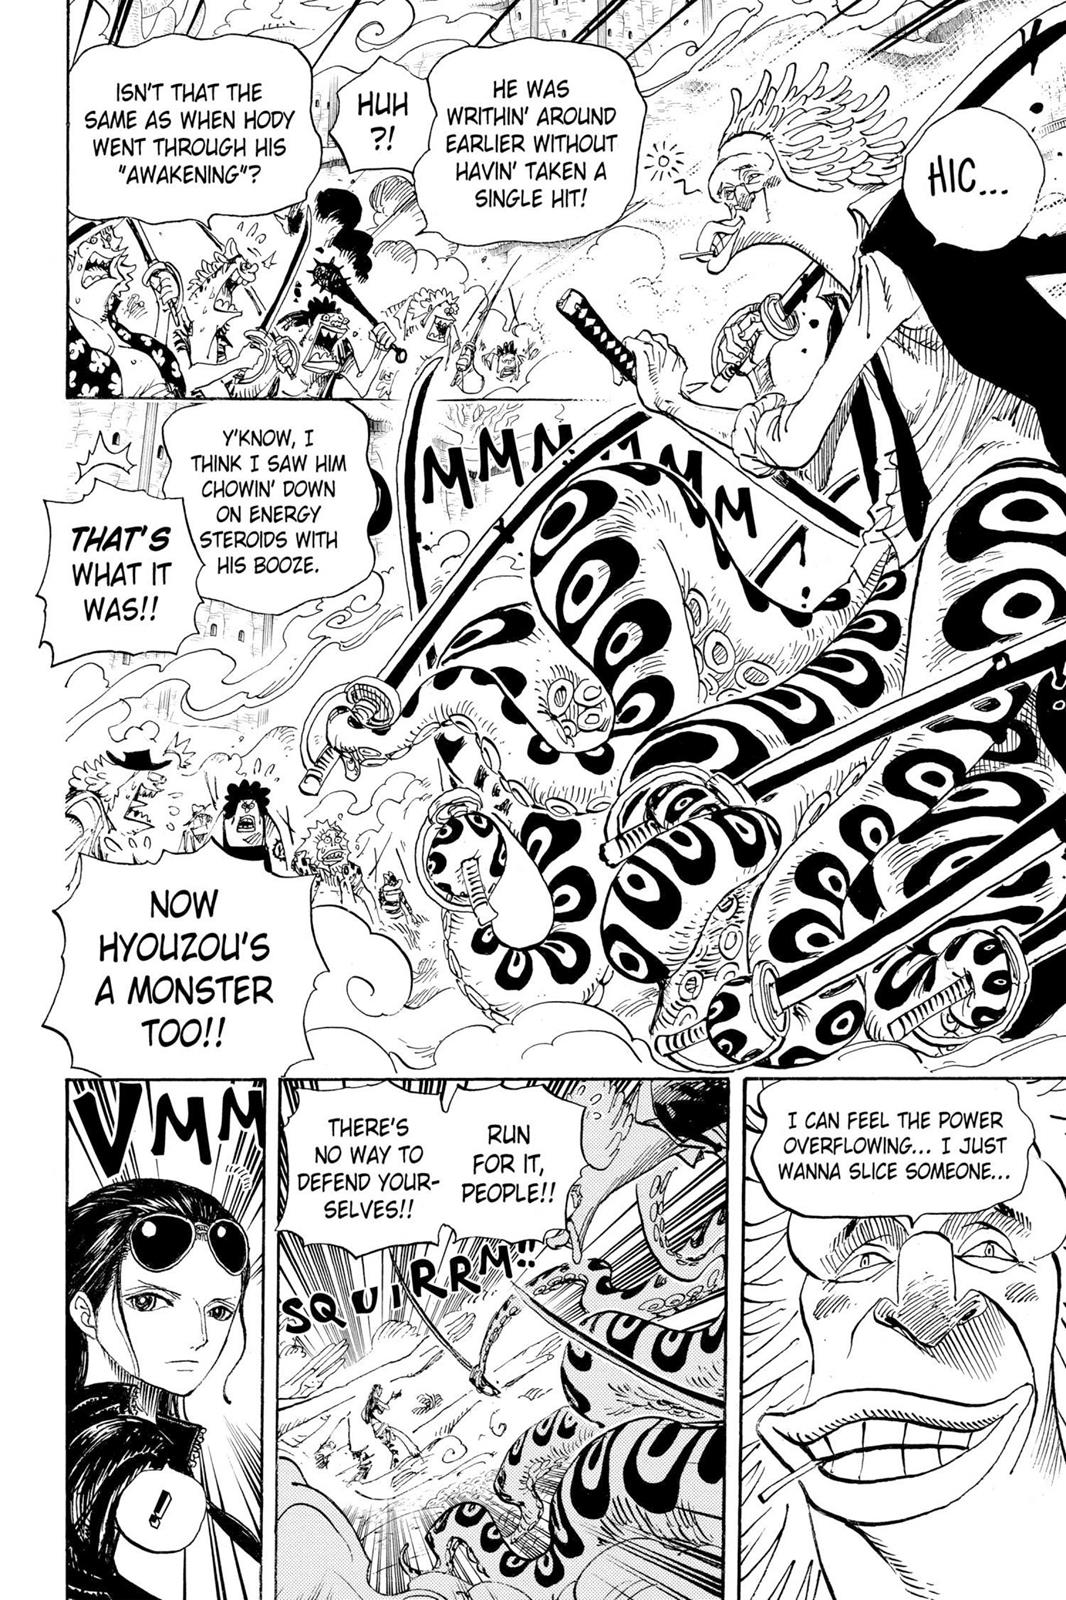 HE WAS
WRITHIN' AROUND
EARLIER WITHOUT
HAVIN' TAKEN A
SINGLE HIT!
HUH
?!
ISN'T THAT THE
SAME AS WHEN HODY
WENT THROUGH HIS
"AWAKENING"?
HIC...
MMMMMM
Y'KNOW, I
THINK I SAW HIM
CHOWIN' DOWN
ON ENERGY
STEROIDS WITH
HIS BOOZE.
THAT'S
WHAT IT
WAS!!
NOW
HYOUZOU'S
A MONSTER
TOO!!
VMM
!
THERE'S
NO WAY TO
DEFEND YOUR-
SELVES!!
RUN
FOR IT,
PEOPLE!!
SQUIRRM!!
I CAN FEEL THE POWER
OVERFLOWING... I JUST
WANNA SLICE SOMEONE...